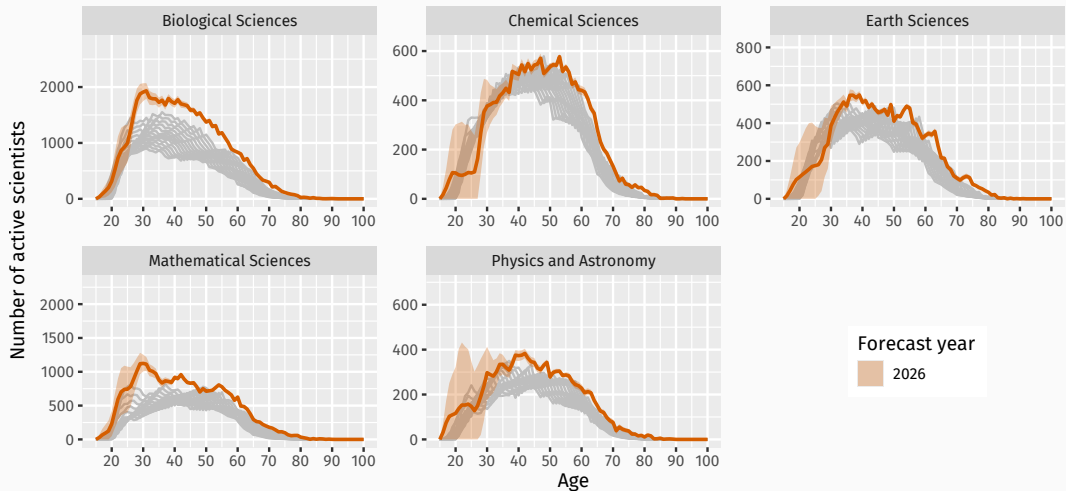 Biological Sciences
Chemical Sciences
Earth Sciences
2000
1000
0
600
400
200
0
800
600
400
200
0
20 30 40 50 60 70 80 90 100
20 30 40 50 60 70 80 90 100
20 30 40 50 60 70 80 90 100
Number of active scientists
Mathematical Sciences
Physics and Astronomy
2000
1500
1000
500
0
600
400
200
0
20 30 40 50 60 70 80 90 100
20 30 40 50 60 70 80 90 100
Age
Forecast year
2026